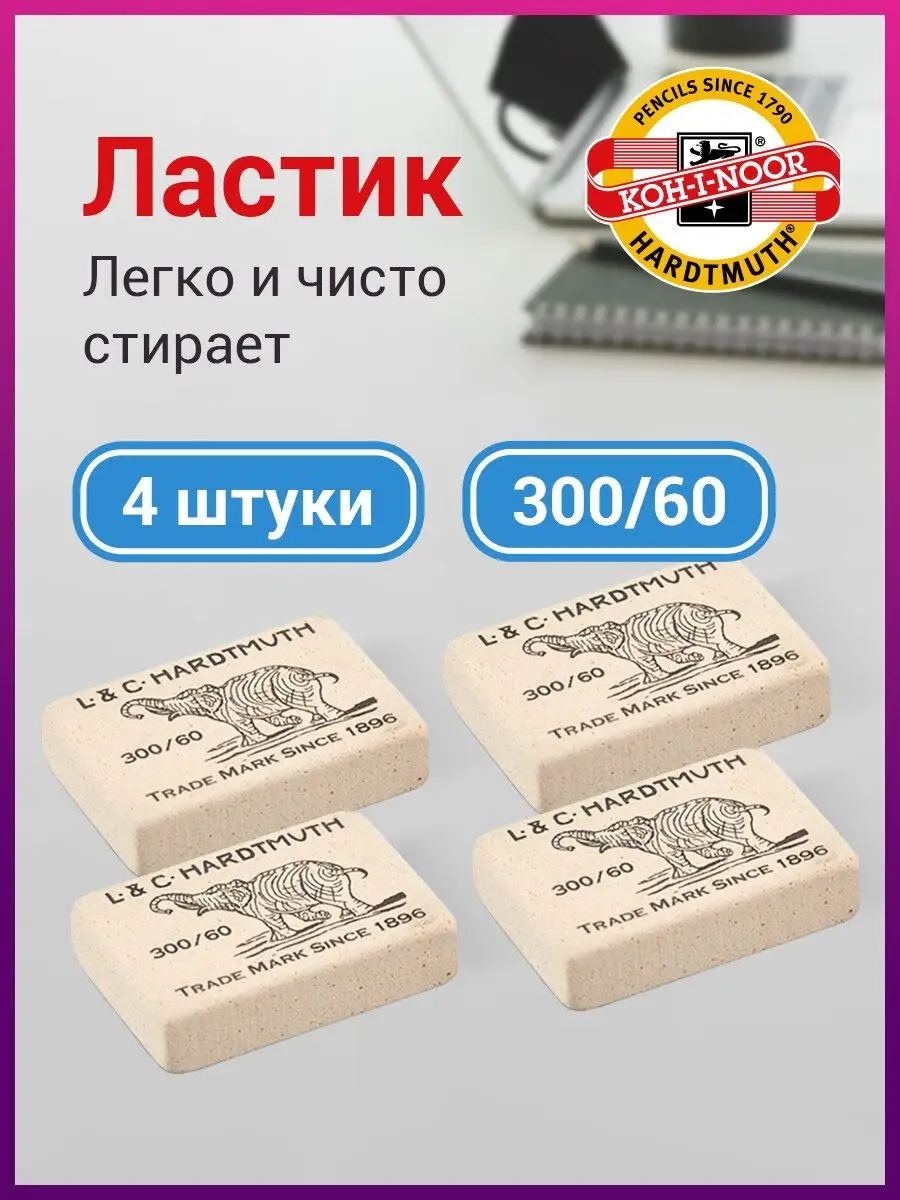 Ластик
Легко и чисто
стирает
PENCILS SINCE 1790
®
KOH-I-NOOR
HARDTMUTH®
4 штуки
300/60
L. & C. HARDTMUTH
300/60
TRADE MARK SINCE 1896
L. & C. HARDTMUTH
300/60
TRADE MARK SINCE 1896
L. & C. HARDTMUTH
300/60
TRADE MARK SINCE 1896
L. & C. HARDTMUTH
300/60
TRADE MARK SINCE 1896